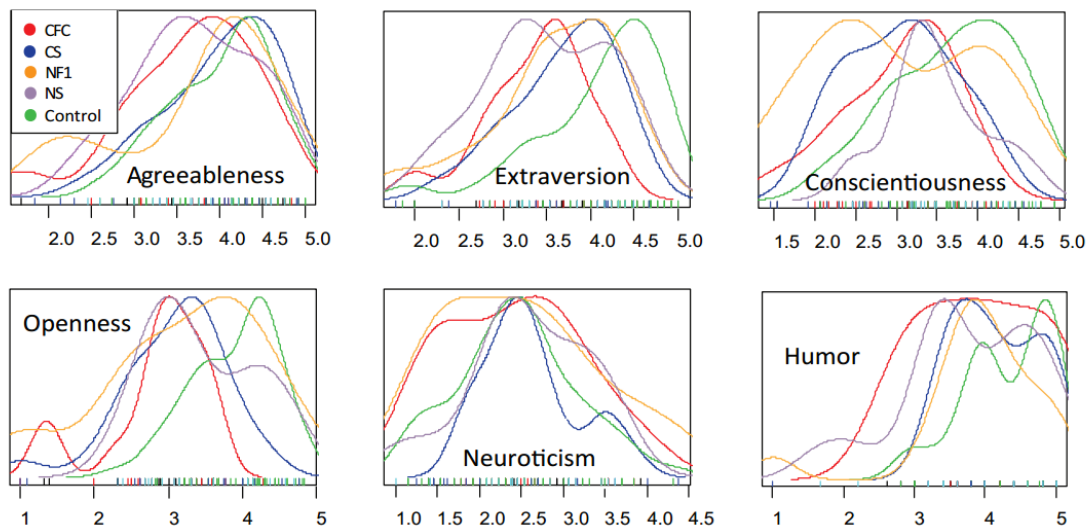 CFC
CS
NF1
NS
Control
Agreeableness
2.0 2.5 3.0 3.5 4.0 4.5 5.0
Extraversion
2.0 2.5 3.0 3.5 4.0 4.5 5.0
Conscientiousness
1.5 2.0 2.5 3.0 3.5 4.0 4.5 5.0
Openness
1 2 3 4 5
Neuroticism
1.0 1.5 2.0 2.5 3.0 3.5 4.0 4.5
Humor
1 2 3 4 5